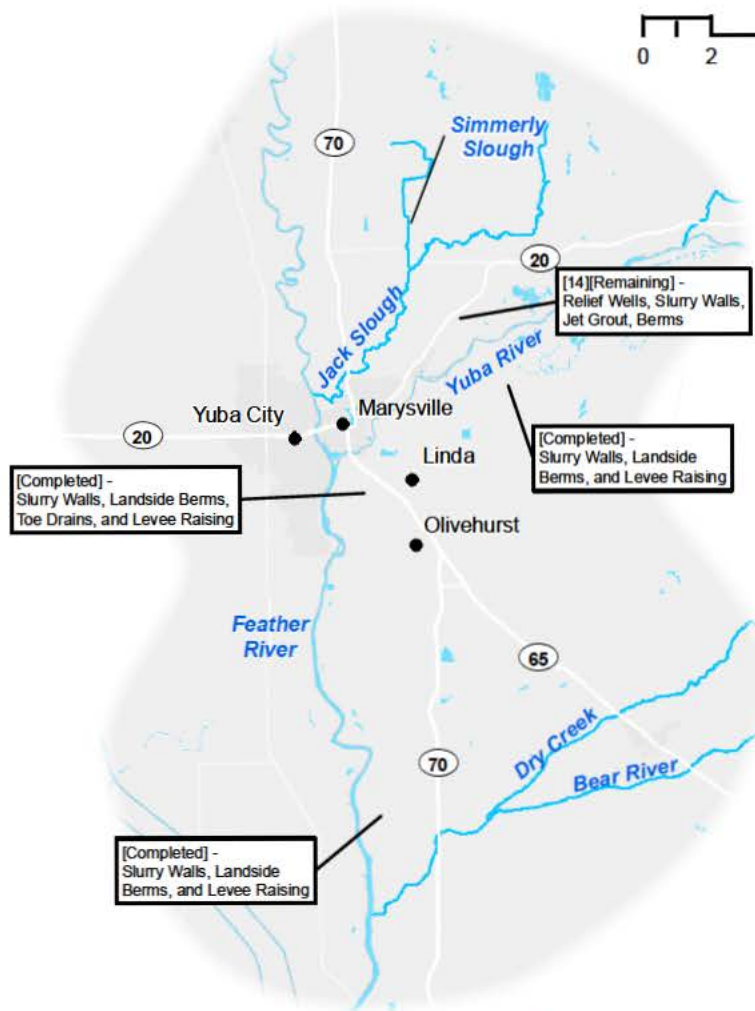 0 2
70
Simmerly
Slough
20
[14][Remaining] -
Relief Wells, Slurry Walls,
Jet Grout, Berms
Jack Slough
Yuba River
Yuba City
Marysville
20
[Completed] -
Slurry Walls, Landside
Berms, and Levee Raising
Linda
[Completed] -
Slurry Walls, Landside Berms,
Toe Drains, and Levee Raising
Olivehurst
Feather
River
65
Dry Creek
70
Bear River
[Completed] -
Slurry Walls, Landside
Berms, and Levee Raising